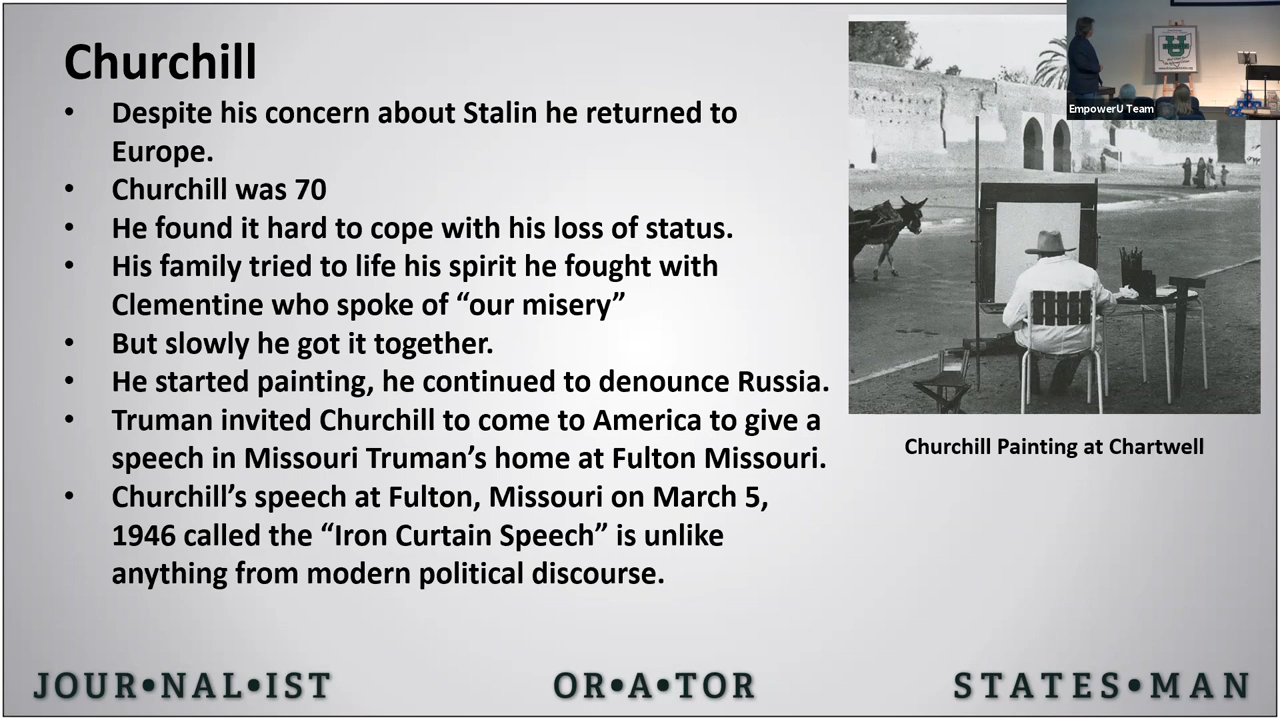 Churchill
• Despite his concern about Stalin he returned to
Europe.
• Churchill was 70
• He found it hard to cope with his loss of status.
• His family tried to life his spirit he fought with
Clementine who spoke of “our misery”
• But slowly he got it together.
• He started painting, he continued to denounce Russia.
• Truman invited Churchill to come to America to give a
speech in Missouri Truman’s home at Fulton Missouri.
• Churchill’s speech at Fulton, Missouri on March 5,
1946 called the “Iron Curtain Speech” is unlike
anything from modern political discourse.
EmpowerU Team
Churchill Painting at Chartwell
JOUR•NAL•IST
OR•A•TOR
STATES•MAN